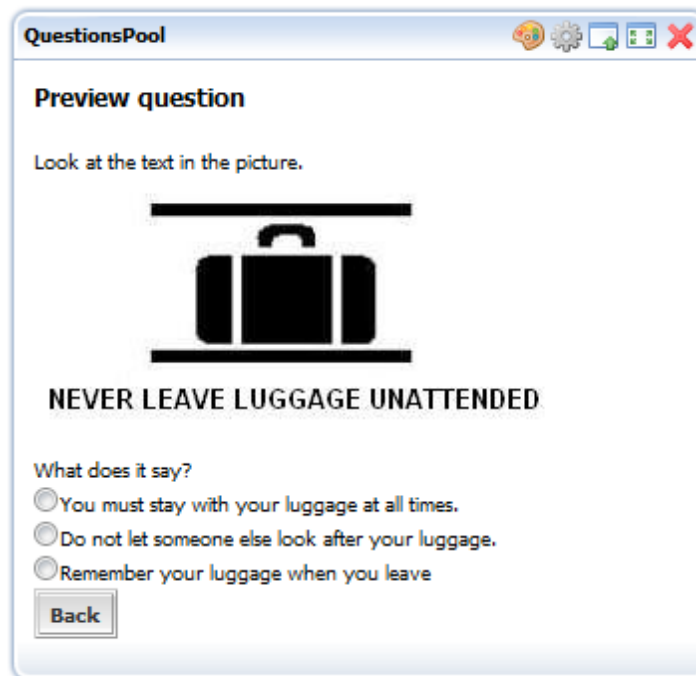 QuestionsPool
Preview question
Look at the text in the picture.
NEVER LEAVE LUGGAGE UNATTENDED
What does it say?
You must stay with your luggage at all times.
Do not let someone else look after your luggage.
Remember your luggage when you leave
Back